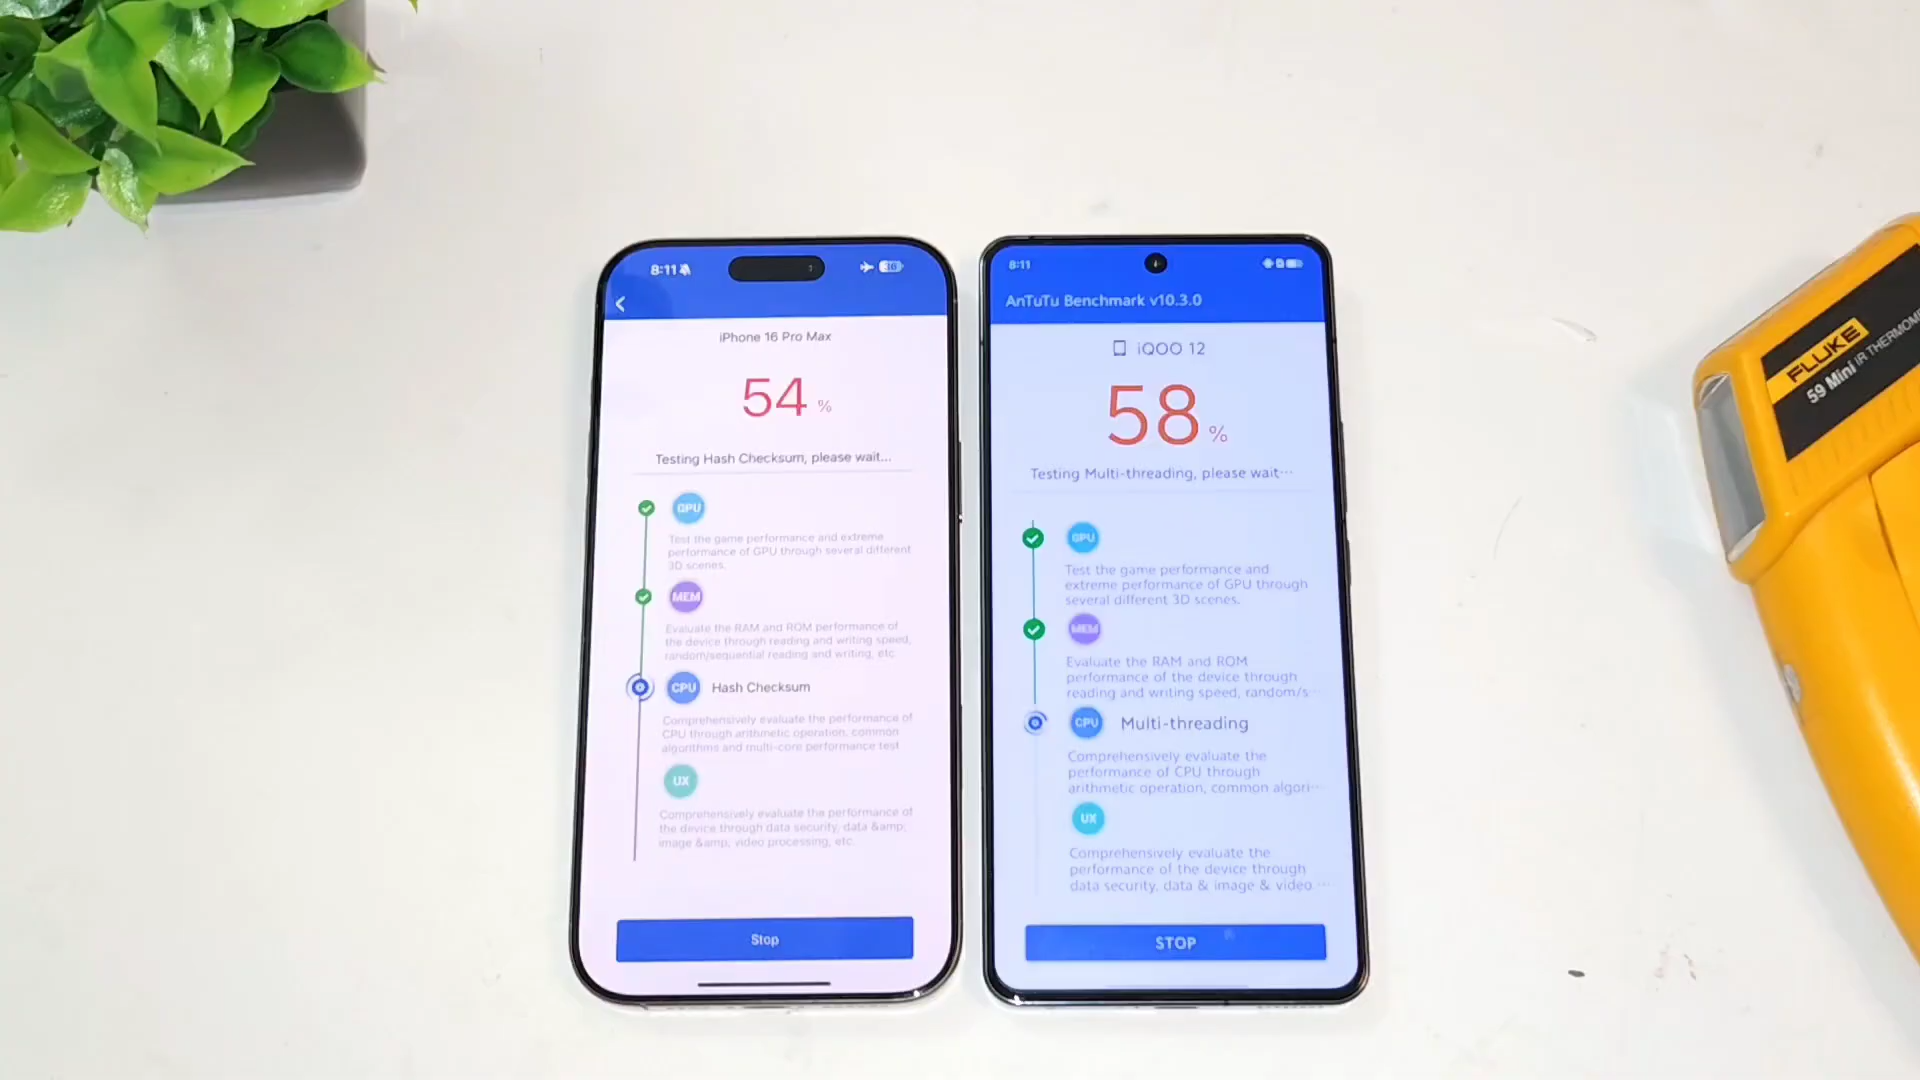 8:11
iPhone 16 Pro Max
54 %
Testing Hash Checksum, please wait...
GPU
Test the game performance and extreme
performance of GPU through several different
3D scenes.
MEM
Evaluate the RAM and ROM performance of
the device through reading and writing speed,
random/sequential reading and writing, etc.
CPU Hash Checksum
Comprehensively evaluate the performance of
CPU through arithmetic operation, common
algorithms and multi-core performance test
UX
Comprehensively evaluate the performance of
the device through data security, data &amp;
image &amp; video processing, etc.
Stop
8:11
AnTuTu Benchmark v10.3.0
iQOO 12
58 %
Testing Multi-threading, please wait···
GPU
Test the game performance and
extreme performance of GPU through
several different 3D scenes.
MEM
Evaluate the RAM and ROM
performance of the device through
reading and writing speed, random/s···
CPU Multi-threading
Comprehensively evaluate the
performance of CPU through
arithmetic operation, common algori···
UX
Comprehensively evaluate the
performance of the device through
data security, data & image & video ···
STOP
FLUKE
59 Mini IR THERMOME